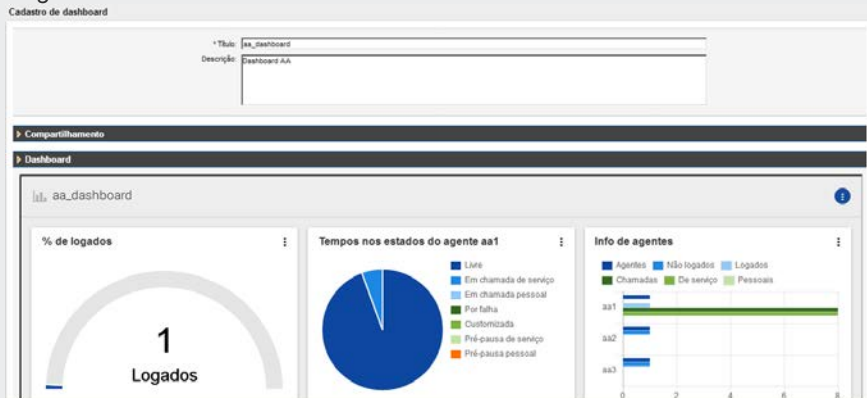 Cadastro de dashboard
* Título: aa_dashboard
Descrição: Dashboard AA
Compartilhamento
Dashboard
aa_dashboard
% de logados
1
Logados
Tempos nos estados do agente aa1
Livre
Em chamada de serviço
Em chamada pessoal
Por falha
Customizada
Pré-pausa de serviço
Pré-pausa pessoal
Info de agentes
Agentes Não logados Logados
Chamadas De serviço Pessoais
aa1
aa2
aa3
0 2 4 6 8